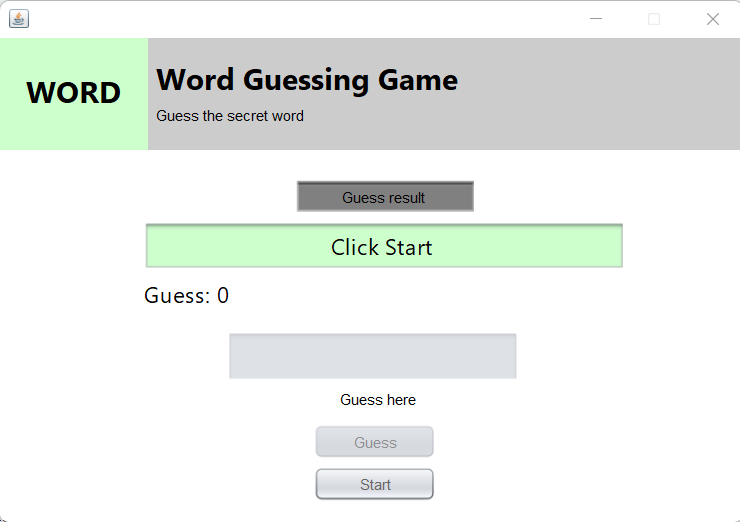 WORD
Word Guessing Game
Guess the secret word
Guess result
Click Start
Guess: 0
Guess here
Guess
Start